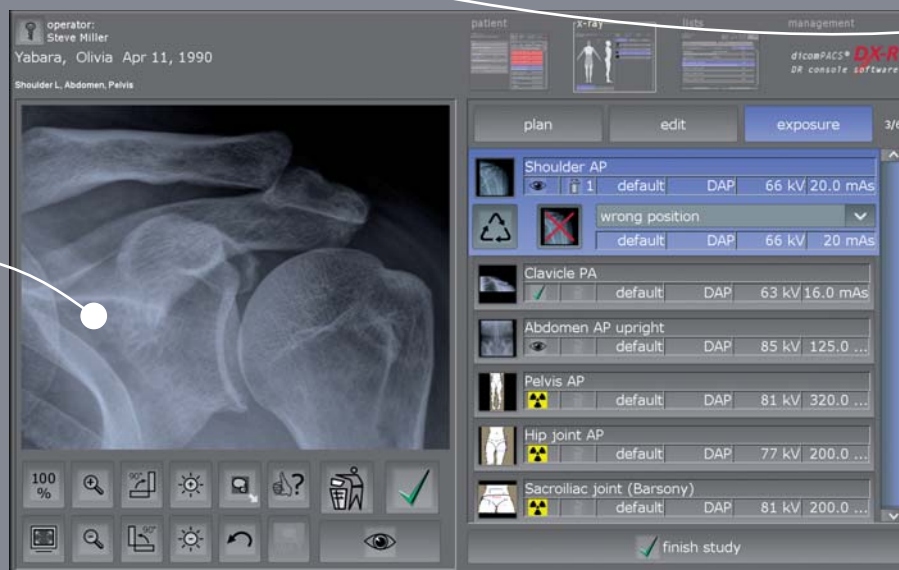 operator:
Steve Miller
Yabara, Olivia Apr 11, 1990
Shoulder L, Abdomen, Pelvis
patient
x-ray
lists
management
dicomPACS® DX-R
DR console software
plan
edit
exposure
3/6
Shoulder AP
1 default DAP 66 kV 20.0 mAs
wrong position
default DAP 66 kV 20 mAs
Clavicle PA
default DAP 63 kV 16.0 mAs
Abdomen AP upright
default DAP 85 kV 125.0 ...
Pelvis AP
default DAP 81 kV 320.0 ...
Hip joint AP
default DAP 77 kV 200.0 ...
Sacroiliac joint (Barsony)
default DAP 81 kV 200.0 ...
100
%
90°
?
90°
finish study